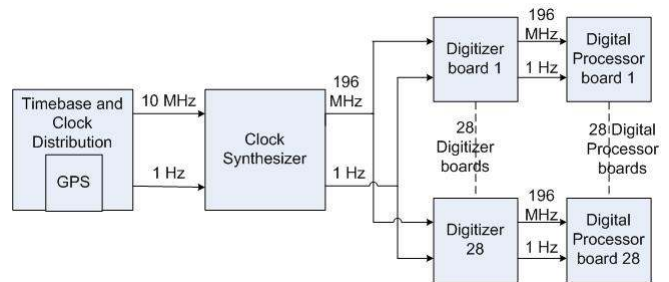 Timebase and
Clock
Distribution
GPS
10 MHz
1 Hz
Clock
Synthesizer
196
MHz
1 Hz
Digitizer
board 1
196
MHz
1 Hz
Digital
Processor
board 1
28
Digitizer
boards
28 Digital
Processor
boards
Digitizer
28
196
MHz
1 Hz
Digital
Processor
board 28